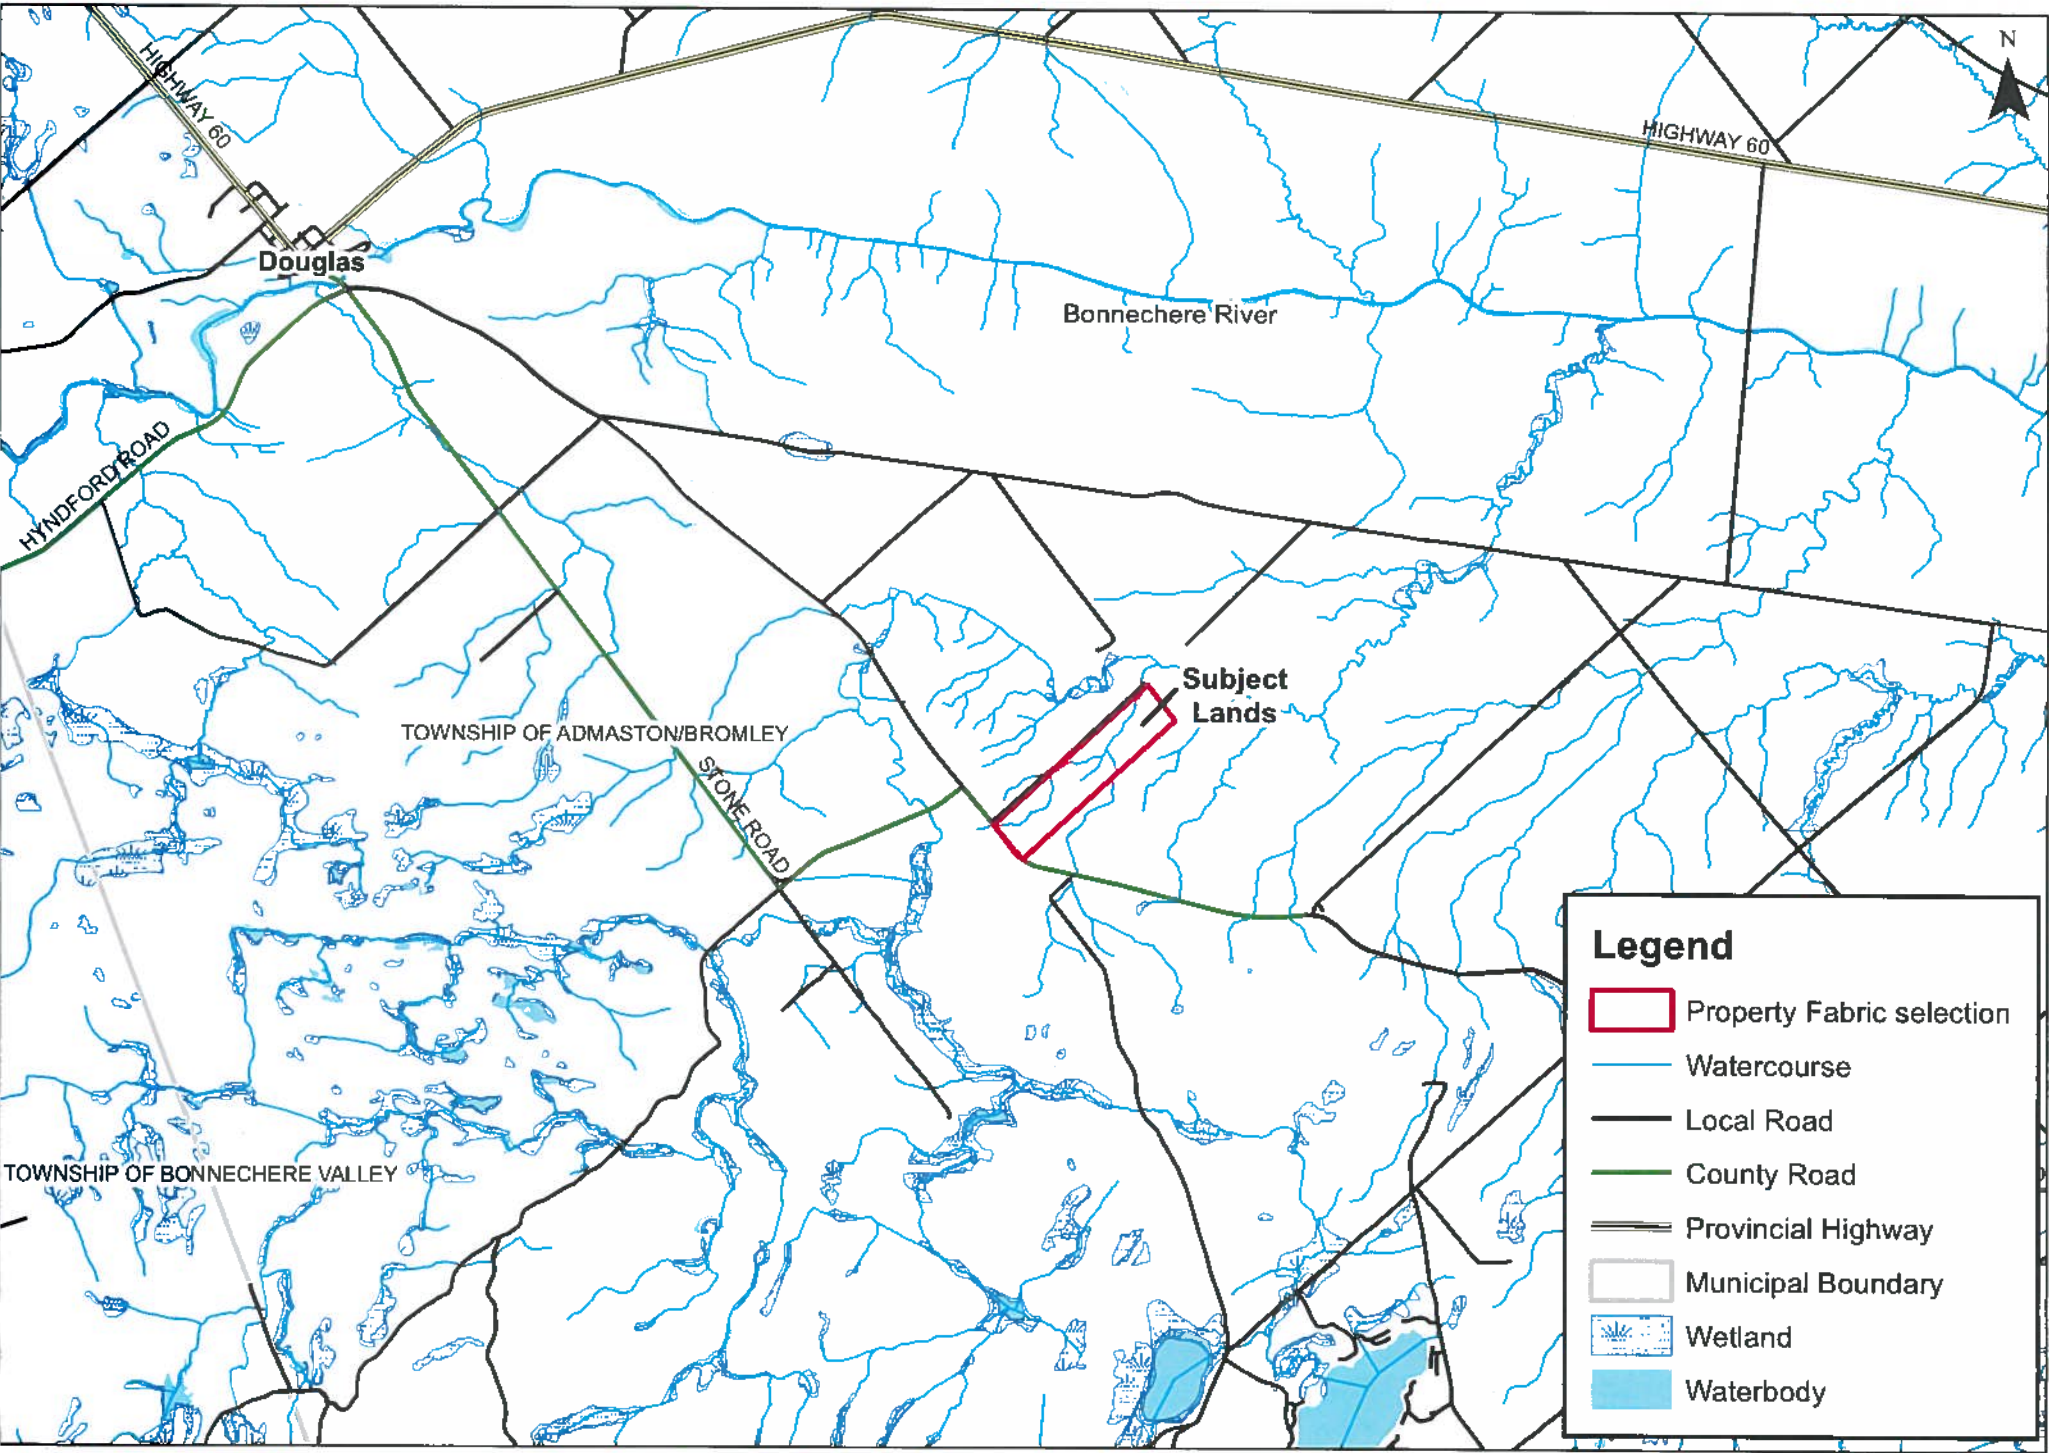 N
HIGHWAY 60
HIGHWAY 60
Douglas
Bonnechere River
HYNDFORD ROAD
Subject
Lands
TOWNSHIP OF ADMASTON/BROMLEY
STONE ROAD
TOWNSHIP OF BONNECHERE VALLEY
Legend
Property Fabric selection
Watercourse
Local Road
County Road
Provincial Highway
Municipal Boundary
Wetland
Waterbody